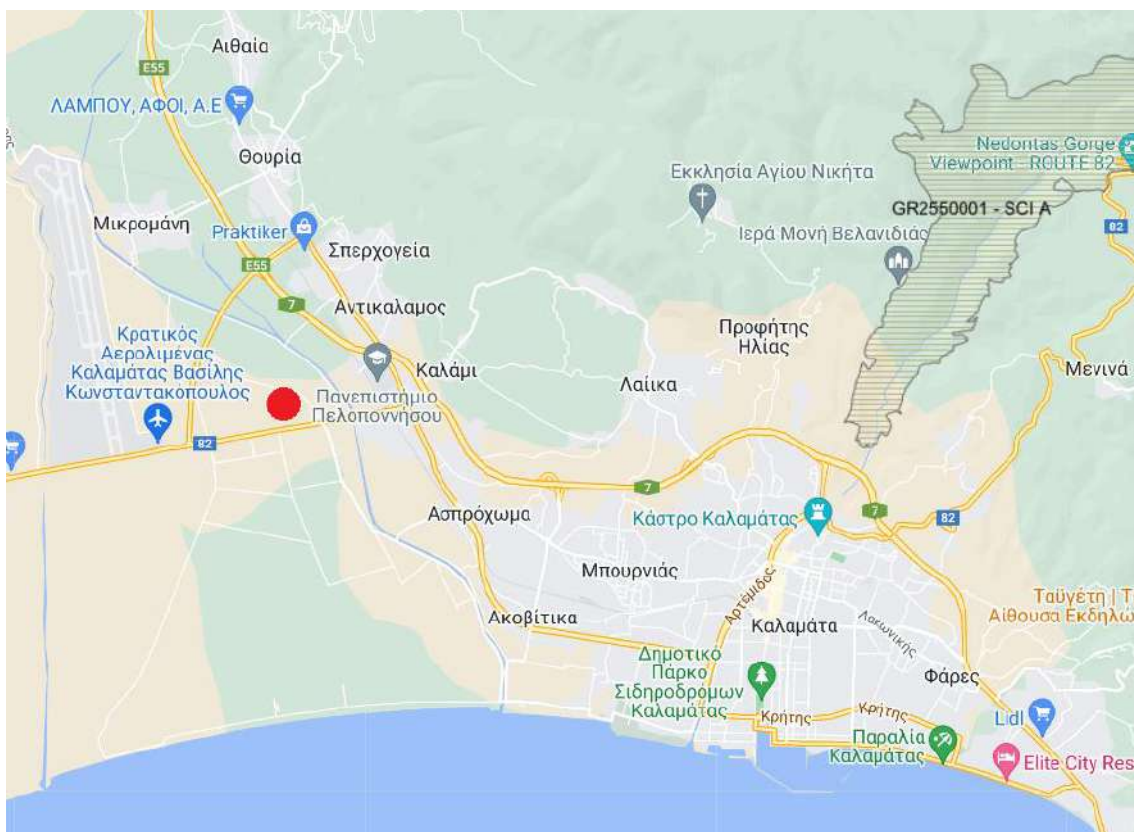 Αιθαία
E55
ΛΑΜΠΟΥ, ΑΦΟΙ, Α.Ε
Θουρία
Nedontas Gorge
Viewpoint - ROUTE 82
Εκκλησία Αγίου Νικήτα
GR2550001 - SCI A
Μικρομάνη
Praktiker
Ιερά Μονή Βελανιδιάς
82
Σπερχογεία
E55
7
Αντικαλαμος
Κρατικός
Αερολιμένας
Καλαμάτας Βασίλης
Κωνσταντακοπουλος
Προφήτης
Ηλίας
Καλάμι
Λαίικα
Μενινά
Πανεπιστήμιο
Πελοποννήσου
82
7
Ασπρόχωμα
Κάστρο Καλαμάτας
7
82
Μπουρνιάς
Αρτέμιδος
Ταϋγέτη | Τ
Αίθουσα Εκδηλώ
Ακοβίτικα
Καλαμάτα
Λακωνικής
Δημοτικό
Πάρκο
Σιδηροδρόμων
Καλαμάτας
Φάρες
Κρήτης
Κρήτης
Lidl
Παραλία
Καλαμάτας
Elite City Res